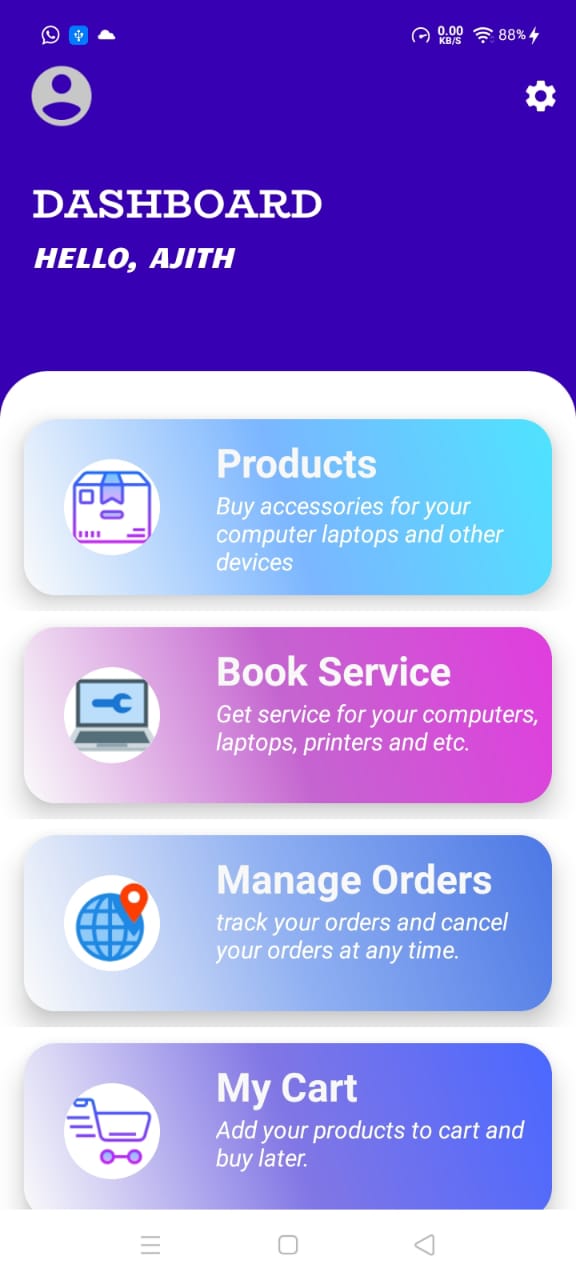 0.00
KB/S
88%
DASHBOARD
HELLO, AJITH
Products
Buy accessories for your
computer laptops and other
devices
Book Service
Get service for your computers,
laptops, printers and etc.
Manage Orders
track your orders and cancel
your orders at any time.
My Cart
Add your products to cart and
buy later.